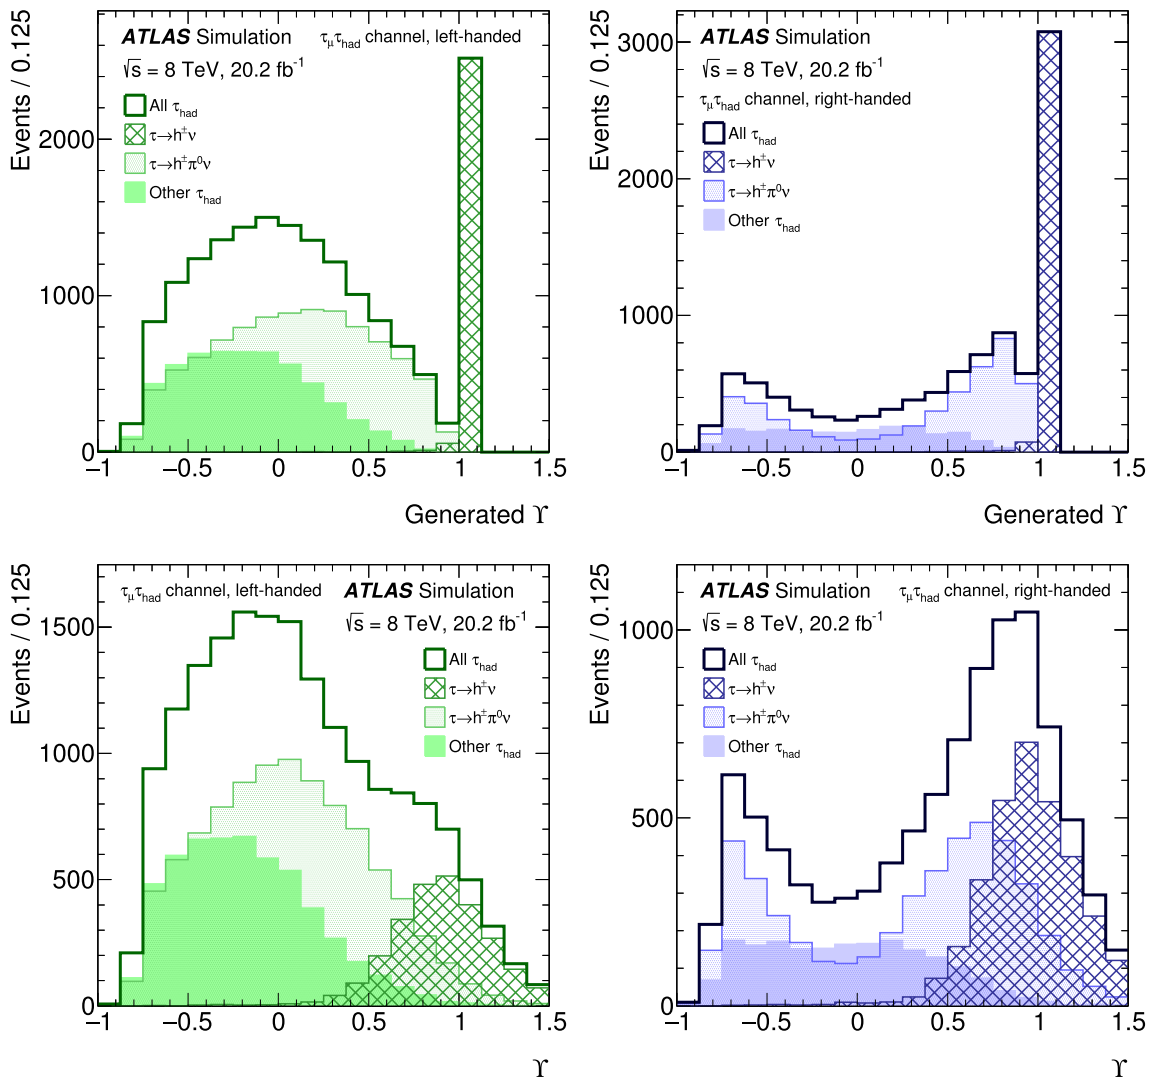 ATLAS Simulation
τμτhad channel, left-handed
√s = 8 TeV, 20.2 fb-1
All τhad
τ→h±ν
τ→h±π0ν
Other τhad
Events / 0.125
0
1000
2000
−1
−0.5
0
0.5
1
1.5
Generated ϒ
ATLAS Simulation
√s = 8 TeV, 20.2 fb-1
τμτhad channel, right-handed
All τhad
τ→h±ν
τ→h±π0ν
Other τhad
Events / 0.125
0
1000
2000
3000
−1
−0.5
0
0.5
1
1.5
Generated ϒ
τμτhad channel, left-handed
ATLAS Simulation
√s = 8 TeV, 20.2 fb-1
All τhad
τ→h±ν
τ→h±π0ν
Other τhad
Events / 0.125
0
500
1000
1500
−1
−0.5
0
0.5
1
1.5
ϒ
ATLAS Simulation
τμτhad channel, right-handed
√s = 8 TeV, 20.2 fb-1
All τhad
τ→h±ν
τ→h±π0ν
Other τhad
Events / 0.125
0
500
1000
−1
−0.5
0
0.5
1
1.5
ϒ